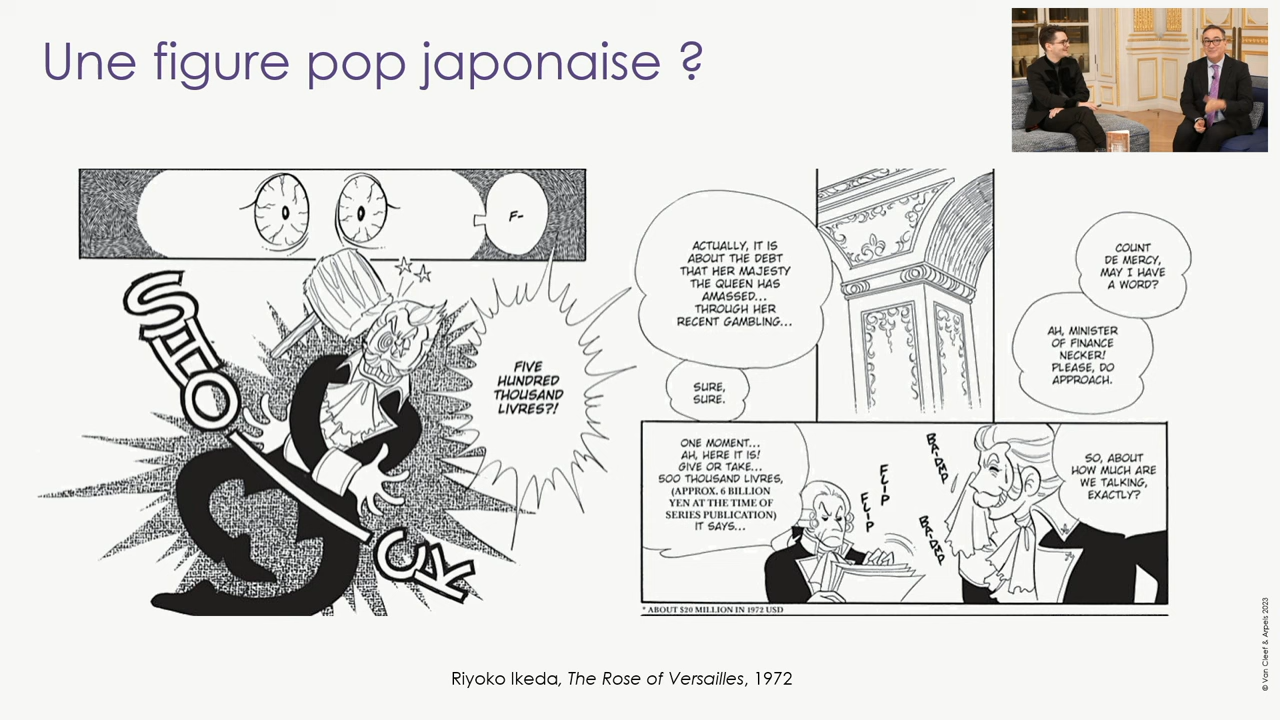 Une figure pop japonaise ?
F-
SHOCK
FIVE
HUNDRED
THOUSAND
LIVRES?!
ACTUALLY, IT IS
ABOUT THE DEBT
THAT HER MAJESTY
THE QUEEN HAS
AMASSED...
THROUGH HER
RECENT GAMBLING...
SURE,
SURE.
COUNT
DE MERCY,
MAY I HAVE
A WORD?
AH, MINISTER
OF FINANCE
NECKER!
PLEASE, DO
APPROACH.
ONE MOMENT...
AH, HERE IT IS!
GIVE OR TAKE...
500 THOUSAND LIVRES,
(APPROX. 6 BILLION
YEN AT THE TIME OF
SERIES PUBLICATION)
IT SAYS...
FLIP
FLIP
BADMP
BADMP
SO, ABOUT
HOW MUCH ARE
WE TALKING,
EXACTLY?
* ABOUT $20 MILLION IN 1972 USD
Riyoko Ikeda, The Rose of Versailles, 1972
© Van Cleef & Arpels 2023